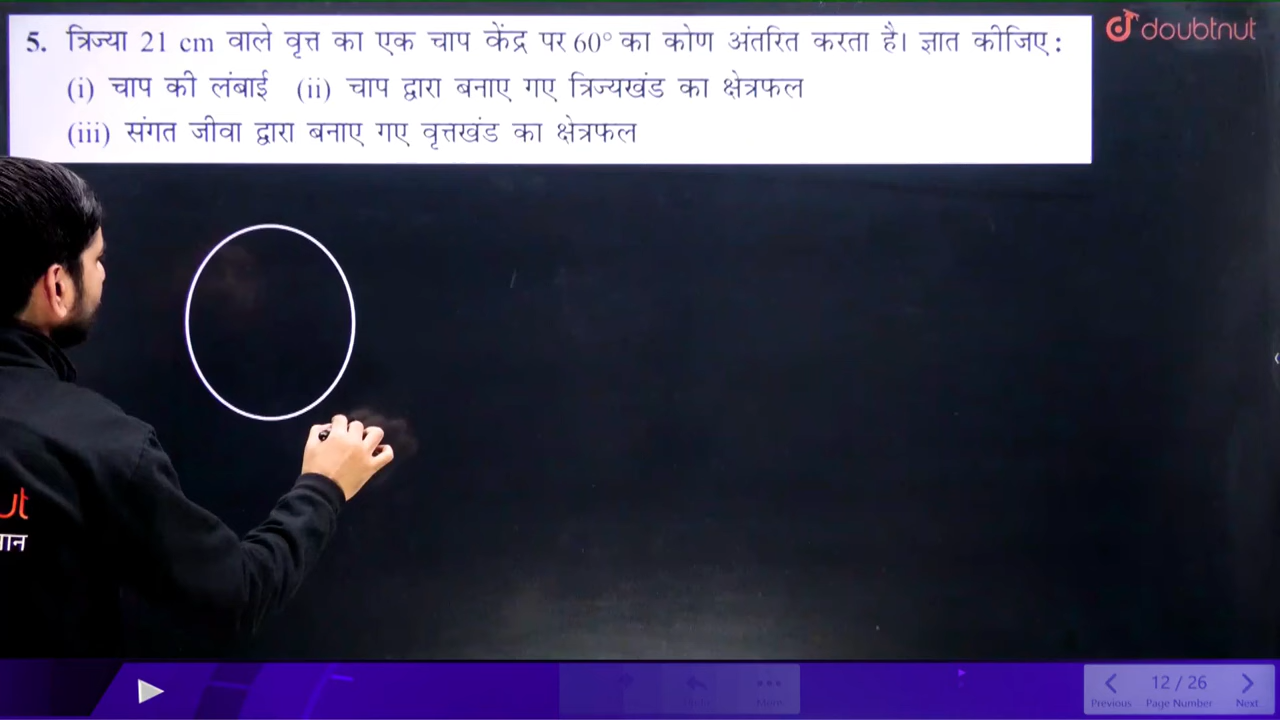 5. त्रिज्या 21 cm वाले वृत्त का एक चाप केंद्र पर 60° का कोण अंतरित करता है। ज्ञात कीजिए :
(i) चाप की लंबाई (ii) चाप द्वारा बनाए गए त्रिज्यखंड का क्षेत्रफल
(iii) संगत जीवा द्वारा बनाए गए वृत्तखंड का क्षेत्रफल
doubtnut
ut
ान
12 / 26
Previous Page Number Next